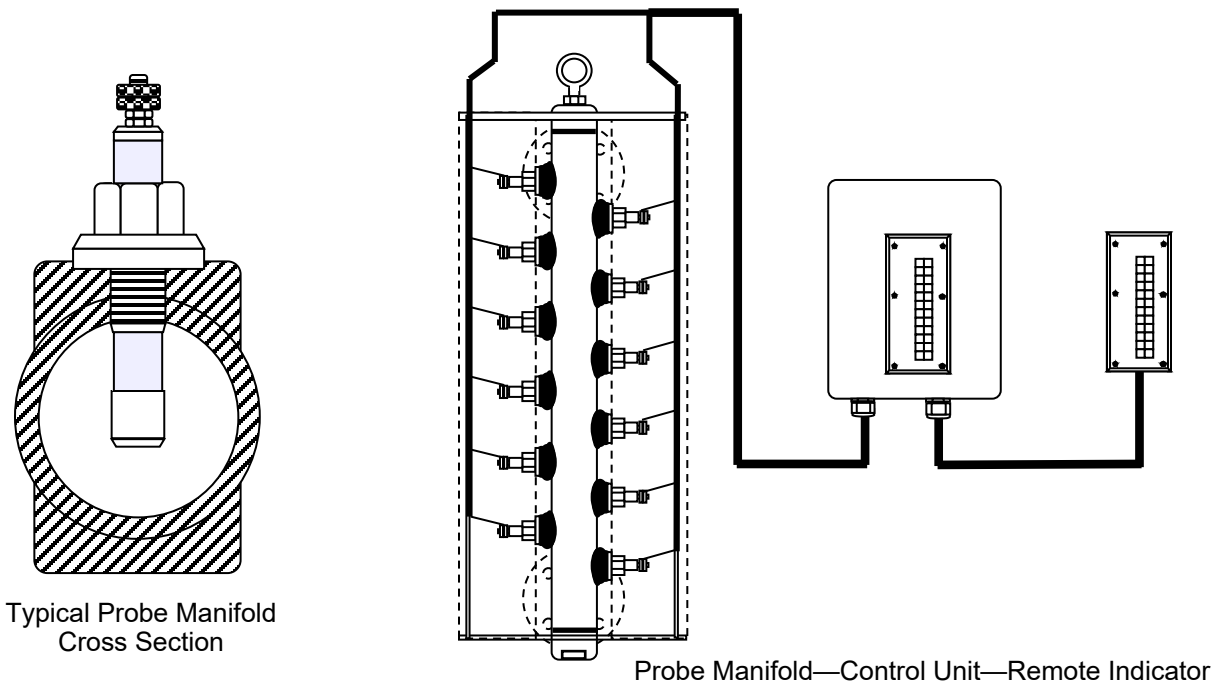 Typical Probe Manifold
Cross Section
Probe Manifold—Control Unit—Remote Indicator